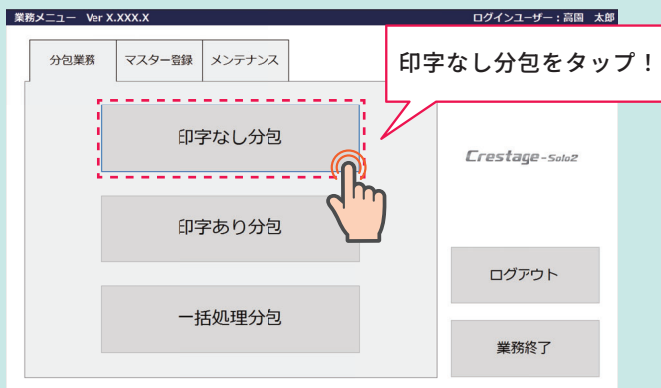 業務メニュー Ver X.XXX.X
ログインユーザー：高園 太郎
分包業務
マスター登録
メンテナンス
印字なし分包をタップ！
印字なし分包
Crestage-Solo2
印字あり分包
ログアウト
一括処理分包
業務終了